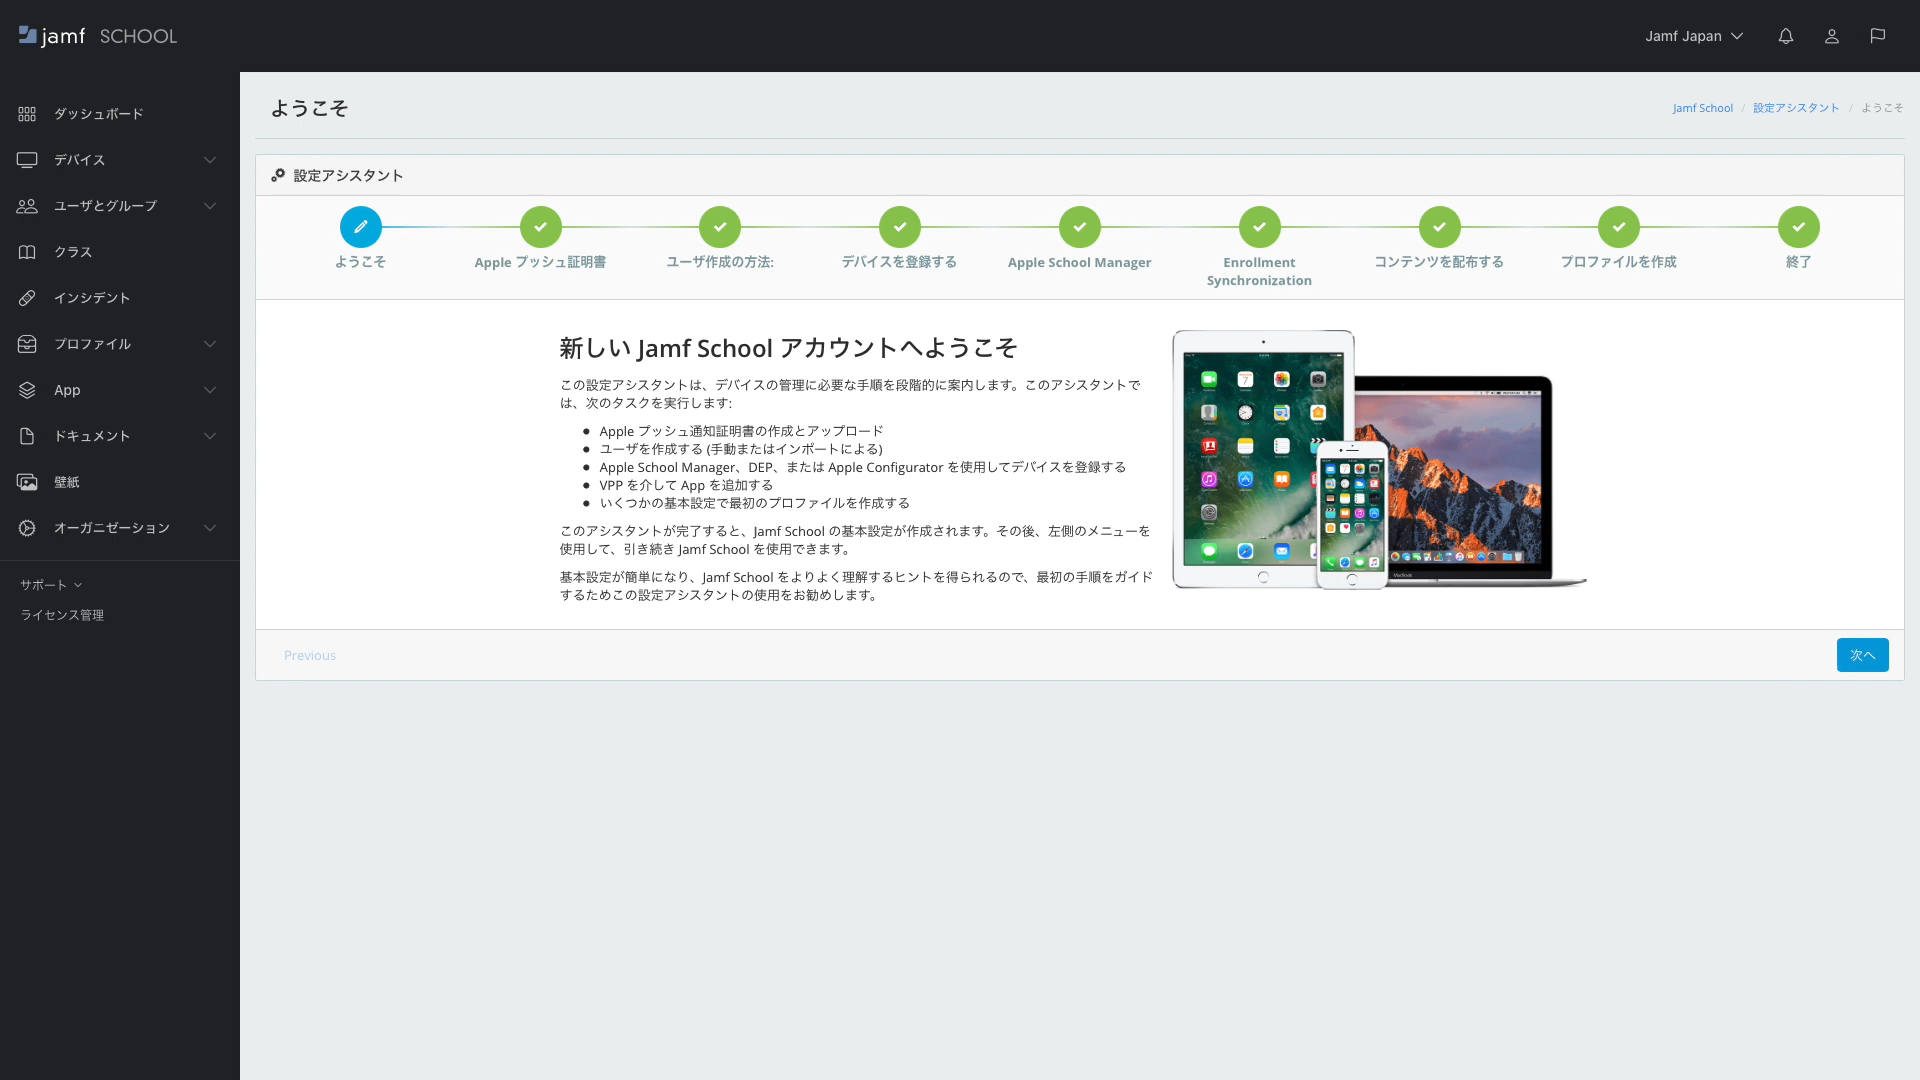 jamf SCHOOL
Jamf Japan
ダッシュボード
デバイス
ユーザとグループ
クラス
インシデント
プロファイル
App
ドキュメント
壁紙
オーガニゼーション
サポート
ライセンス管理
ようこそ
Jamf School / 設定アシスタント / ようこそ
設定アシスタント
ようこそ
Apple プッシュ証明書
ユーザ作成の方法:
デバイスを登録する
Apple School Manager
Enrollment
Synchronization
コンテンツを配布する
プロファイルを作成
終了
新しい Jamf School アカウントへようこそ
この設定アシスタントは、デバイスの管理に必要な手順を段階的に案内します。このアシスタントで
は、次のタスクを実行します:
● Apple プッシュ通知証明書の作成とアップロード
● ユーザを作成する (手動またはインポートによる)
● Apple School Manager、DEP、または Apple Configurator を使用してデバイスを登録する
● VPP を介して App を追加する
● いくつかの基本設定で最初のプロファイルを作成する
このアシスタントが完了すると、Jamf School の基本設定が作成されます。その後、左側のメニューを
使用して、引き続き Jamf School を使用できます。
基本設定が簡単になり、Jamf School をよりよく理解するヒントを得られるので、最初の手順をガイド
するためこの設定アシスタントの使用をお勧めします。
MacBook
Previous
次へ